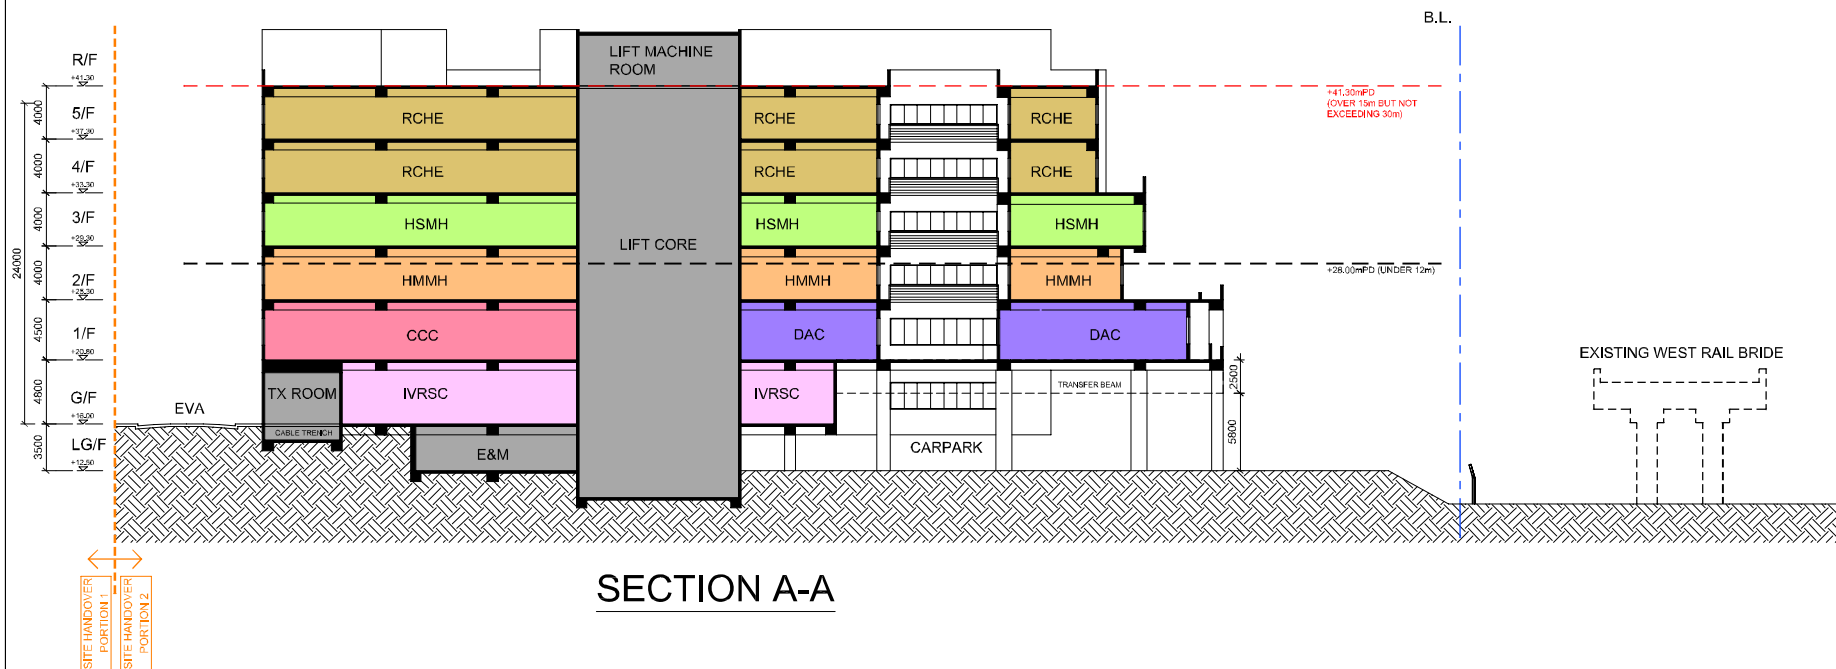 B.L.
R/F
+41.30
LIFT MACHINE
ROOM
+41.30mPD
(OVER 15m BUT NOT
EXCEEDING 30m)
4000
5/F
+37.30
RCHE
RCHE
RCHE
4000
4/F
+33.30
RCHE
RCHE
RCHE
4000
3/F
+29.30
HSMH
HSMH
HSMH
LIFT CORE
24000
4000
2/F
+25.30
HMMH
HMMH
HMMH
+28.00mPD (UNDER 12m)
4500
1/F
+20.80
CCC
DAC
DAC
EXISTING WEST RAIL BRIDE
4800
G/F
+16.00
EVA
TX ROOM
IVRSC
IVRSC
TRANSFER BEAM
2500
CABLE TRENCH
3500
LG/F
+12.50
E&M
CARPARK
5800
SITE HANDOVER
PORTION 1
SITE HANDOVER
PORTION 2
SECTION A-A